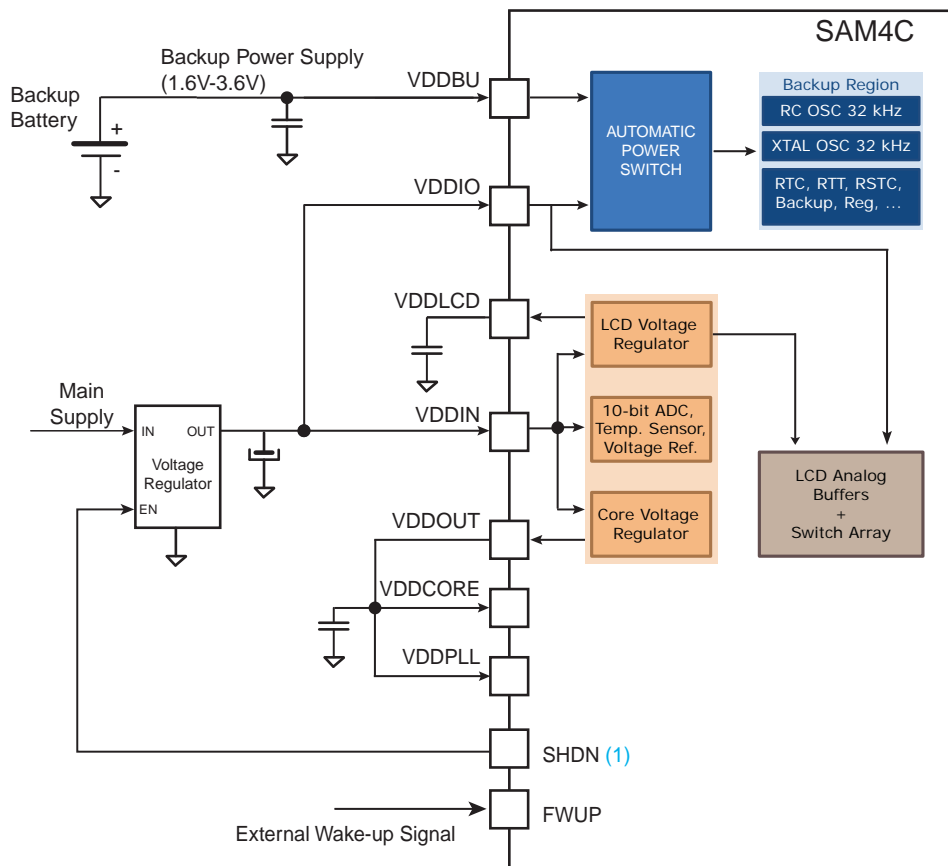 SAM4C
Backup Power Supply
(1.6V-3.6V)
VDDBU
Backup
Battery
+
-
AUTOMATIC
POWER
SWITCH
Backup Region
RC OSC 32 kHz
XTAL OSC 32 kHz
RTC, RTT, RSTC,
Backup, Reg, ...
VDDIO
VDDLCD
LCD Voltage
Regulator
Main
Supply
VDDIN
10-bit ADC,
Temp. Sensor,
Voltage Ref.
IN
OUT
Voltage
Regulator
EN
LCD Analog
Buffers
+
Switch Array
VDDOUT
Core Voltage
Regulator
VDDCORE
VDDPLL
SHDN (1)
FWUP
External Wake-up Signal